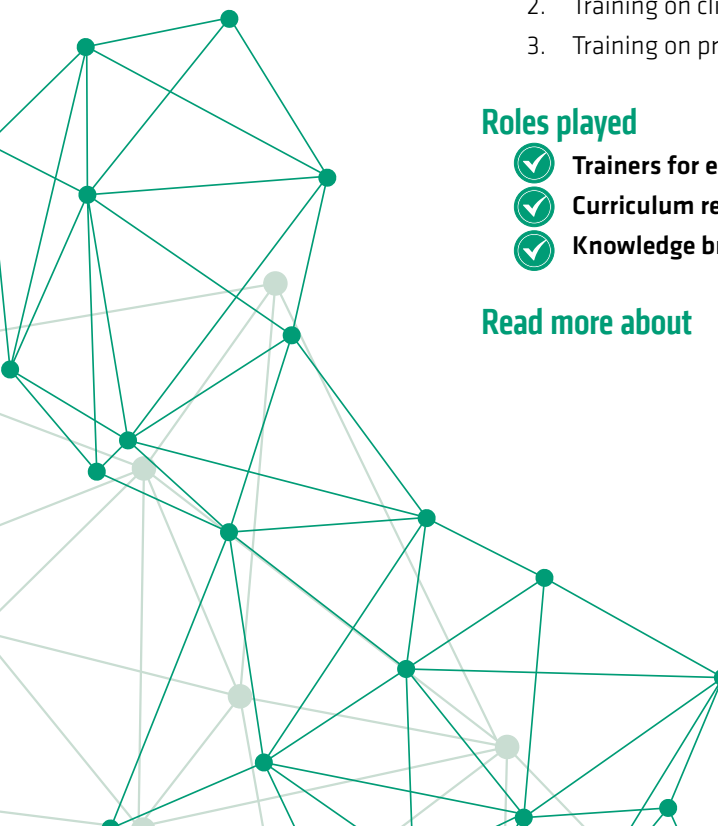 2. Training on cli
3. Training on pr
Roles played
Trainers for e
Curriculum re
Knowledge br
Read more about